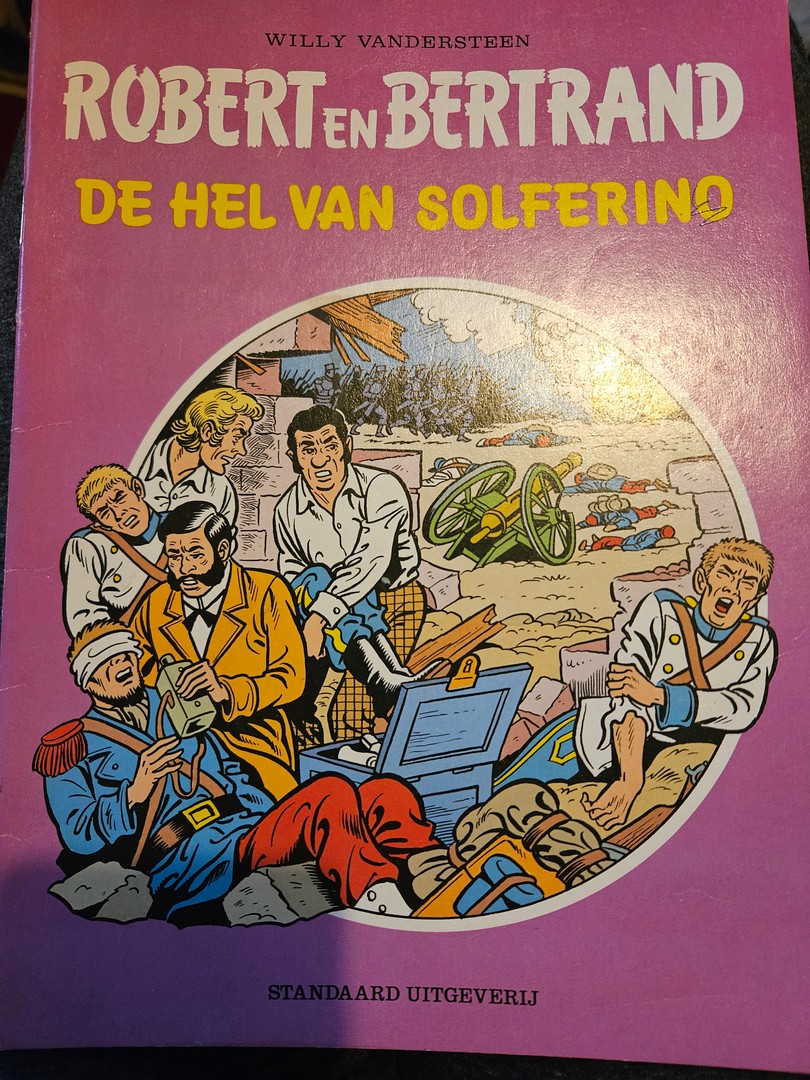 WILLY VANDERSTEEN
ROBERT EN BERTRAND
DE HEL VAN SOLFERINO
STANDAARD UITGEVERIJ